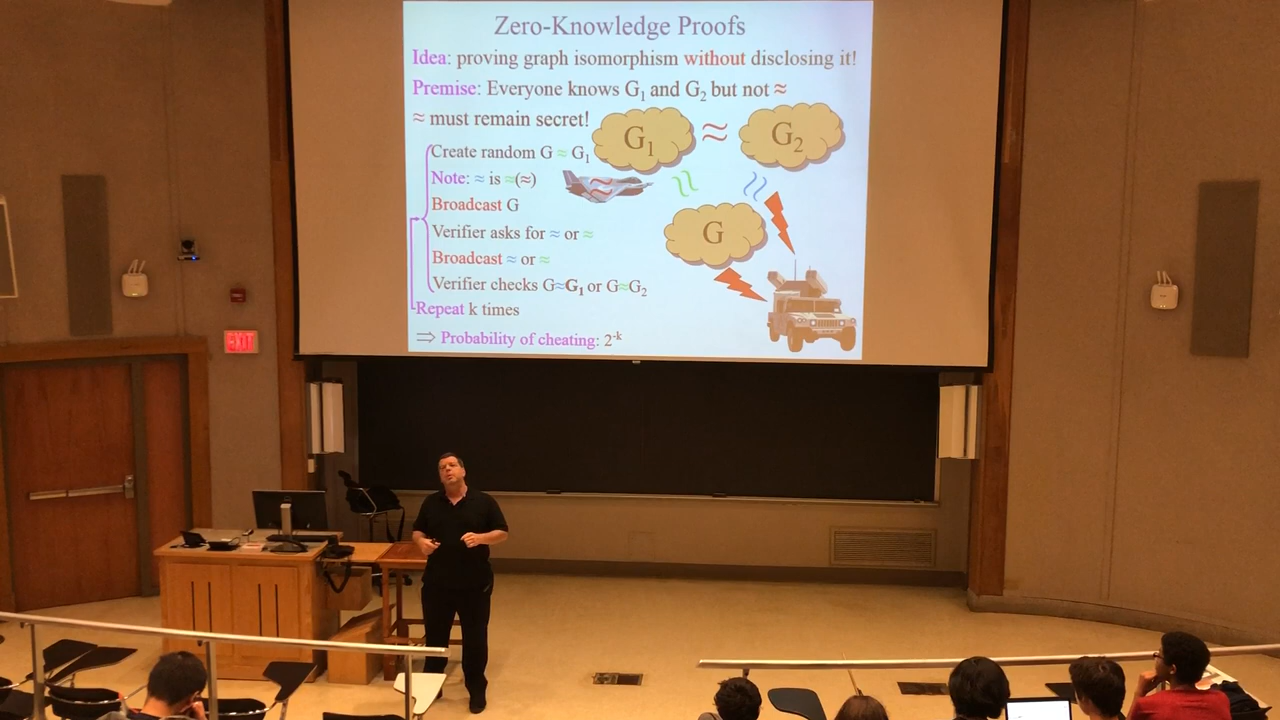 Zero-Knowledge Proofs
Idea: proving graph isomorphism without disclosing it!
Premise: Everyone knows G₁ and G₂ but not ≈
≈ must remain secret!
G₁ ≈ G₂
Create random G ≈ G₁
Note: ≈ is ≈(≈)
≈
≈ ≈
Broadcast G
G
Verifier asks for ≈ or ≈
Broadcast ≈ or ≈
Verifier checks G≈G₁ or G≈G₂
Repeat k times
⇒ Probability of cheating: 2⁻ᵏ
EXIT